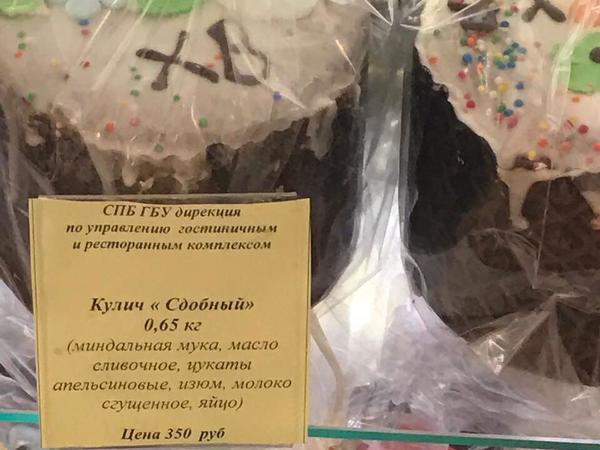 ХВ
Х
СПБ ГБУ дирекция
по управлению гостиничным
и ресторанным комплексом
Кулич « Сдобный»
0,65 кг
(миндальная мука, масло
сливочное, цукаты
апельсиновые, изюм, молоко
сгущенное, яйцо)
Цена 350 руб